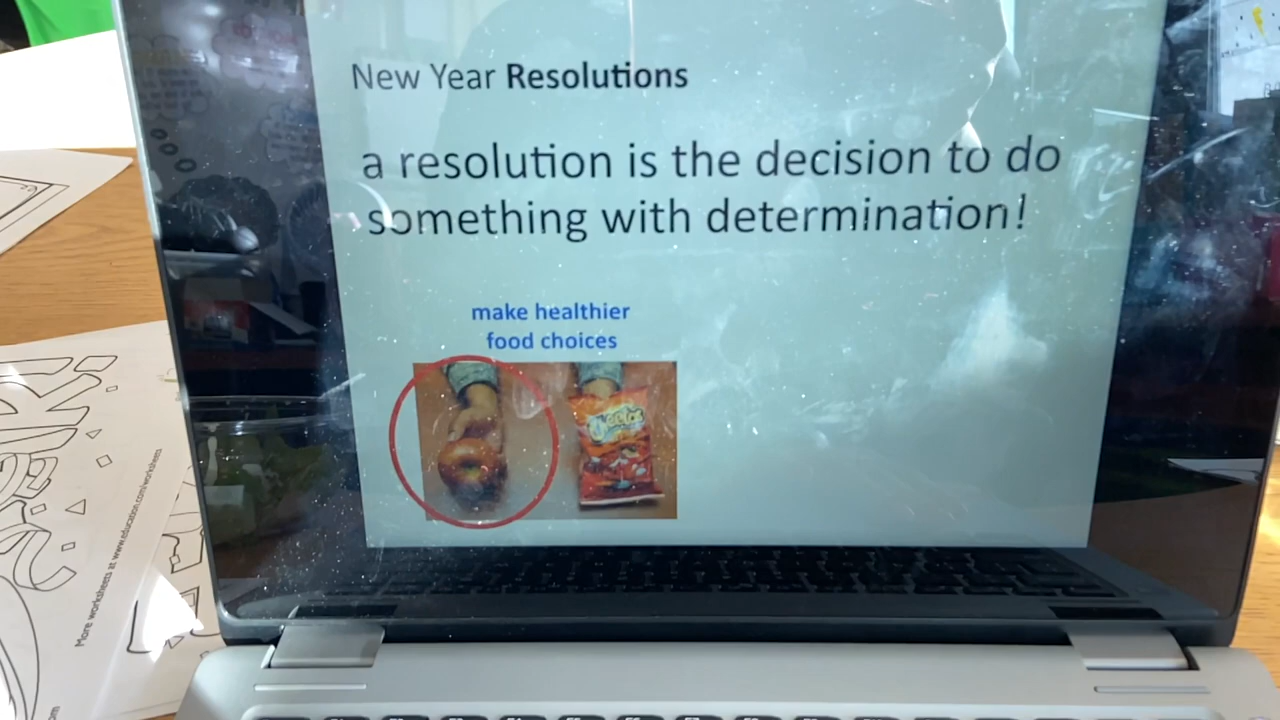 New Year Resolutions
a resolution is the decision to do
something with determination!
make healthier
food choices
Cheetos
More worksheets at www.education.com/worksheets
om